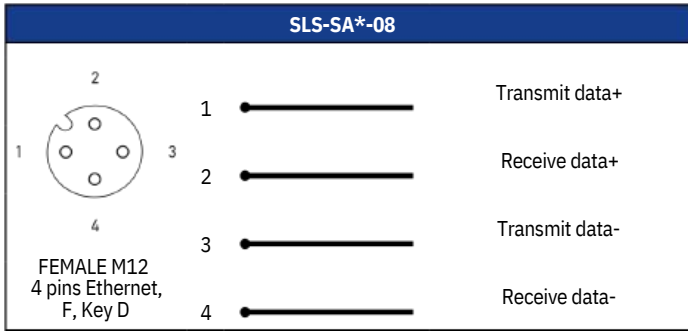 SLS-SA*-08
2
1
3
4
FEMALE M12
4 pins Ethernet,
F, Key D
1 Transmit data+
2 Receive data+
3 Transmit data-
4 Receive data-